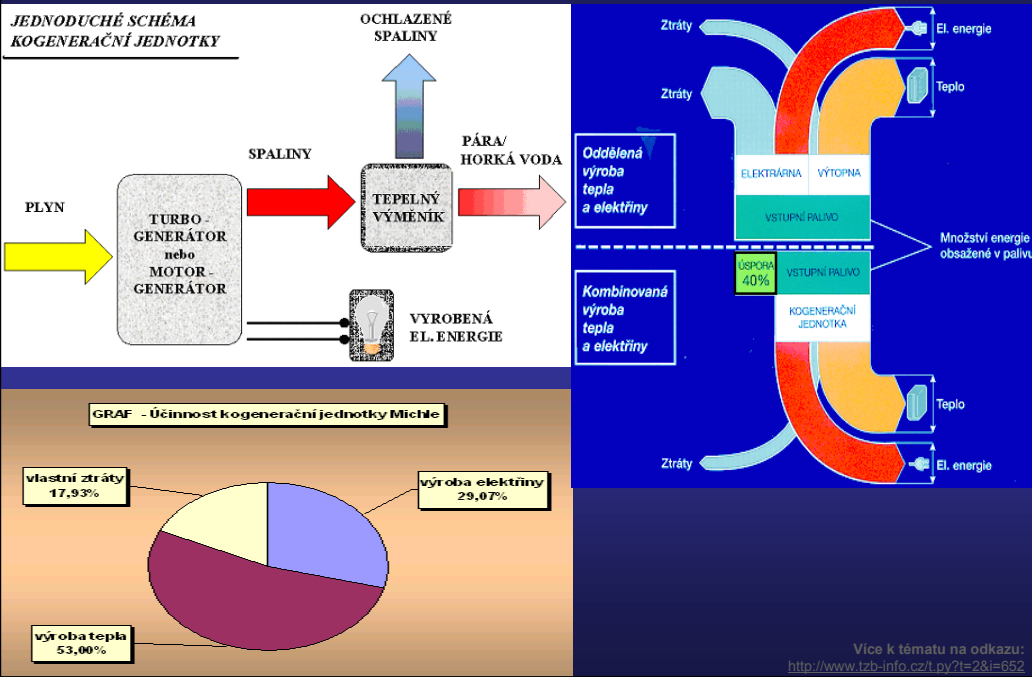 JEDNODUCHÉ SCHÉMA
KOGENERAČNÍ JEDNOTKY
OCHLAZENÉ
SPALINY
SPALINY
PÁRA/
HORKÁ VODA
PLYN
TURBO -
GENERÁTOR
nebo
MOTOR -
GENERÁTOR
TEPELNÝ
VÝMĚNÍK
VYROBENÁ
EL. ENERGIE
Ztráty
El. energie
Ztráty
Teplo
Oddělená
výroba
tepla
a elektřiny
ELEKTRÁRNA
VÝTOPNA
VSTUPNÍ PALIVO
Množství energie
obsažené v palivu
ÚSPORA
40%
VSTUPNÍ PALIVO
Kombinovaná
výroba
tepla
a elektřiny
KOGENERAČNÍ
JEDNOTKA
Teplo
Ztráty
El. energie
GRAF - Účinnost kogenerační jednotky Michle
vlastní ztráty
17,93%
výroba elektřiny
29,07%
výroba tepla
53,00%
Více k tématu na odkazu:
http://www.tzb-info.cz/t.py?t=2&i=652